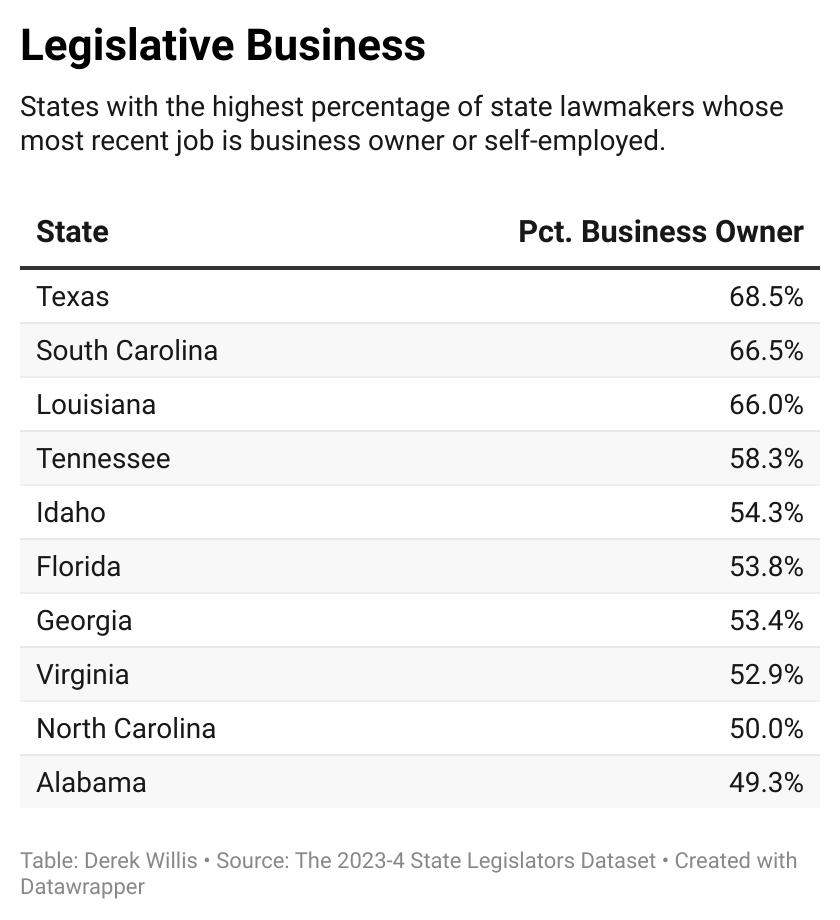 Legislative Business
States with the highest percentage of state lawmakers whose
most recent job is business owner or self-employed.
State Pct. Business Owner
Texas 68.5%
South Carolina 66.5%
Louisiana 66.0%
Tennessee 58.3%
Idaho 54.3%
Florida 53.8%
Georgia 53.4%
Virginia 52.9%
North Carolina 50.0%
Alabama 49.3%
Table: Derek Willis • Source: The 2023-4 State Legislators Dataset • Created with
Datawrapper